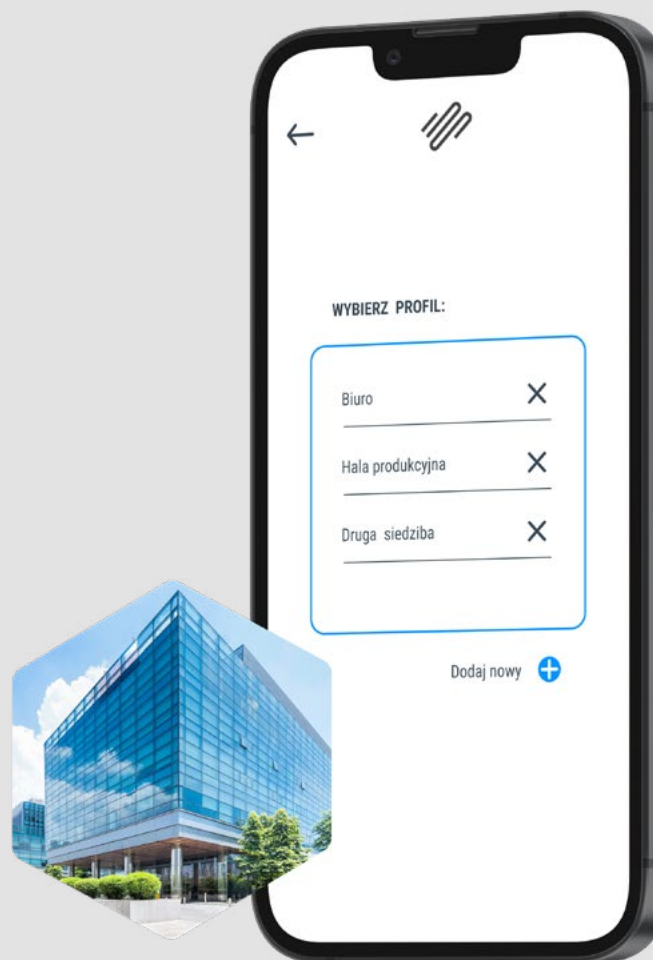 WYBIERZ PROFIL:
Biuro
Hala produkcyjna
Druga siedziba
Dodaj nowy